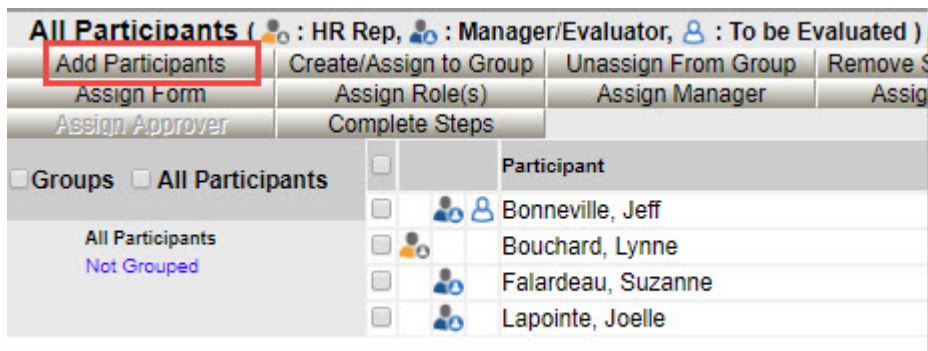 All Participants ( : HR Rep, : Manager/Evaluator, : To be Evaluated )
Add Participants Create/Assign to Group Unassign From Group Remove
Assign Form Assign Role(s) Assign Manager Assig
Assign Approver Complete Steps
Groups All Participants Participant
Bonneville, Jeff
All Participants Bouchard, Lynne
Not Grouped Falardeau, Suzanne
Lapointe, Joelle